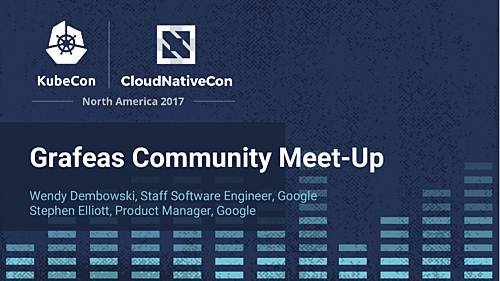 KubeCon
CloudNativeCon
North America 2017
Grafeas Community Meet-Up
Wendy Dembowski, Staff Software Engineer, Google
Stephen Elliott, Product Manager, Google